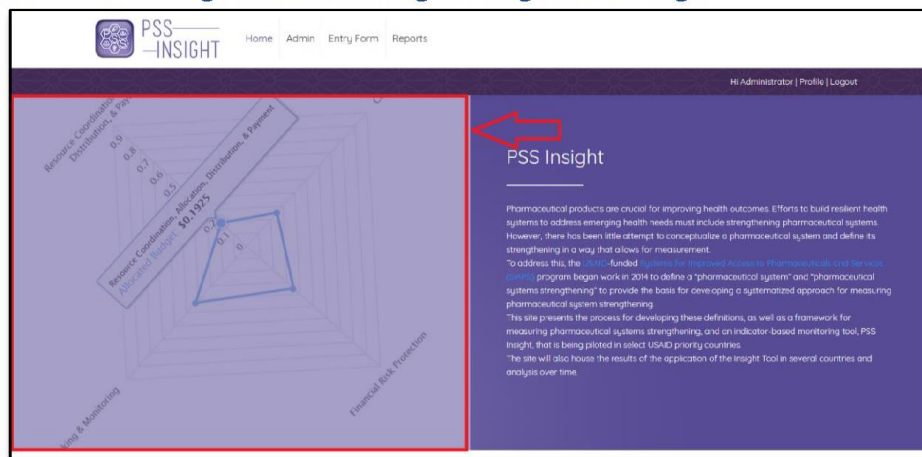 PSS
INSIGHT
Home Admin Entry Form Reports
Hi Administrator | Profile | Logout
Resource Coordination
Distribution, & Pay
0.9
0.8
0.7
0.6
0.5
Resource Coordination, Allocation, Distribution, & Payment
Allocated Budget: $0.1925
0.2
0.1
0
Financial Risk Protection
king & Monitoring
PSS Insight
Pharmaceutical products are crucial for improving health outcomes. Efforts to build resilient health
systems to address emerging health needs must include strengthening pharmaceutical systems.
However, there has been little attempt to conceptualize a pharmaceutical system and define its
strengthening in a way that allows for measurement.
To address this, the USAID-funded Systems for Improved Access to Pharmaceuticals and Services
(SIAPS) program began work in 2014 to define a "pharmaceutical system" and "pharmaceutical
systems strengthening" to provide the basis for developing a systematized approach for measuring
pharmaceutical system strengthening.
This site presents the process for developing these definitions, as well as a framework for
measuring pharmaceutical systems strengthening, and an indicator-based monitoring tool, PSS
Insight, that is being piloted in select USAID priority countries.
The site will also house the results of the application of the Insight Tool in several countries and
analysis over time.